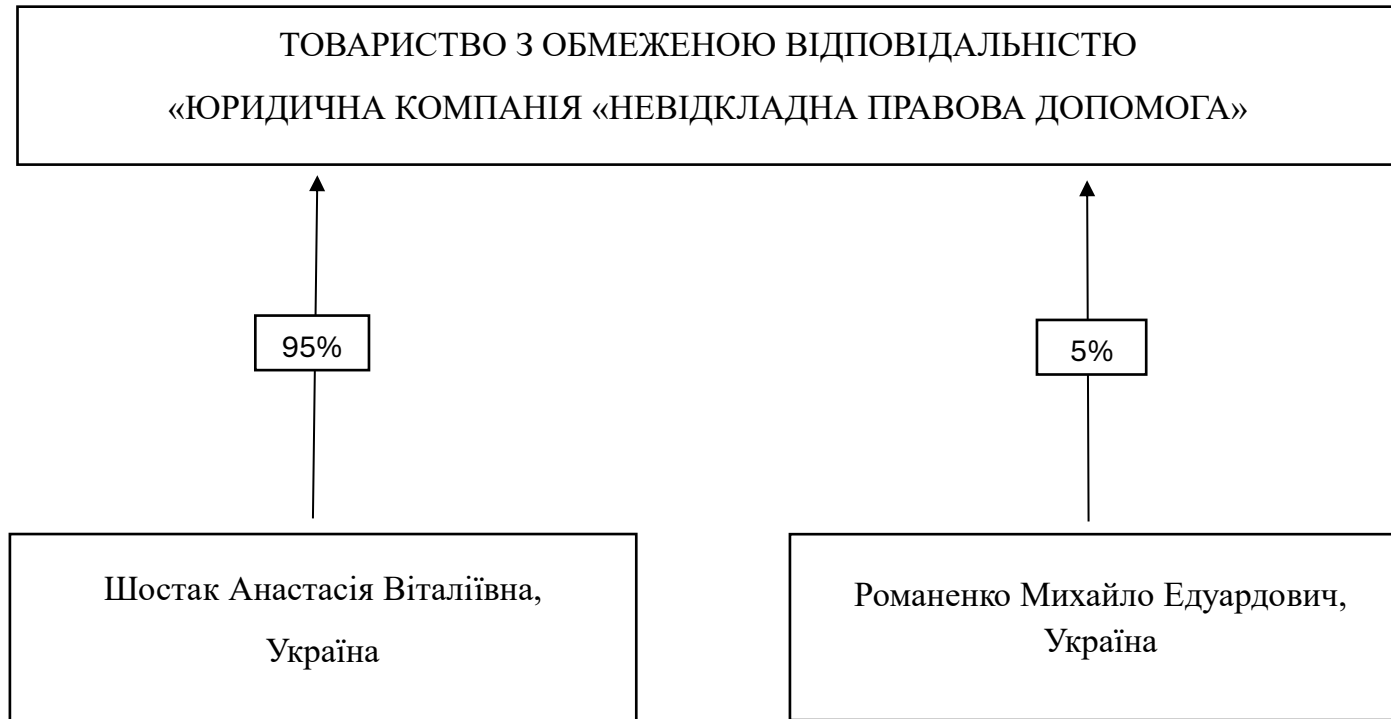 ТОВАРИСТВО З ОБМЕЖЕНОЮ ВІДПОВІДАЛЬНІСТЮ
«ЮРИДИЧНА КОМПАНІЯ «НЕВІДКЛАДНА ПРАВОВА ДОПОМОГА»
95%
5%
Шостак Анастасія Віталіївна,
Україна
Романенко Михайло Едуардович,
Україна